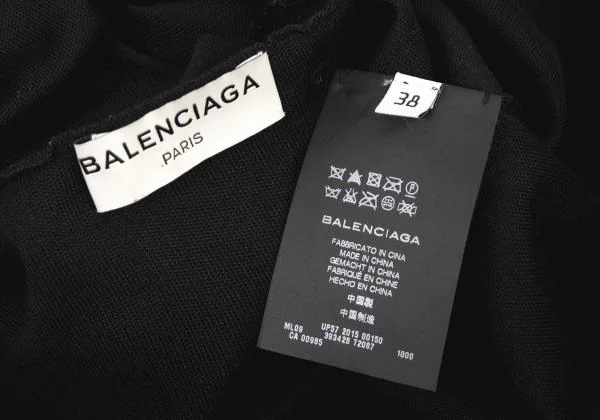 BALENCIAGA
PARIS
38
P
BALENCIAGA
FABBRICATO IN CINA
MADE IN CHINA
GEMACHT IN CHINA
FABRIQUÉ EN CHINE
HECHO EN CHINA
中国製
中国制造
ML09 UP57 2015 00150
CA 00985 393428 T2087 1000